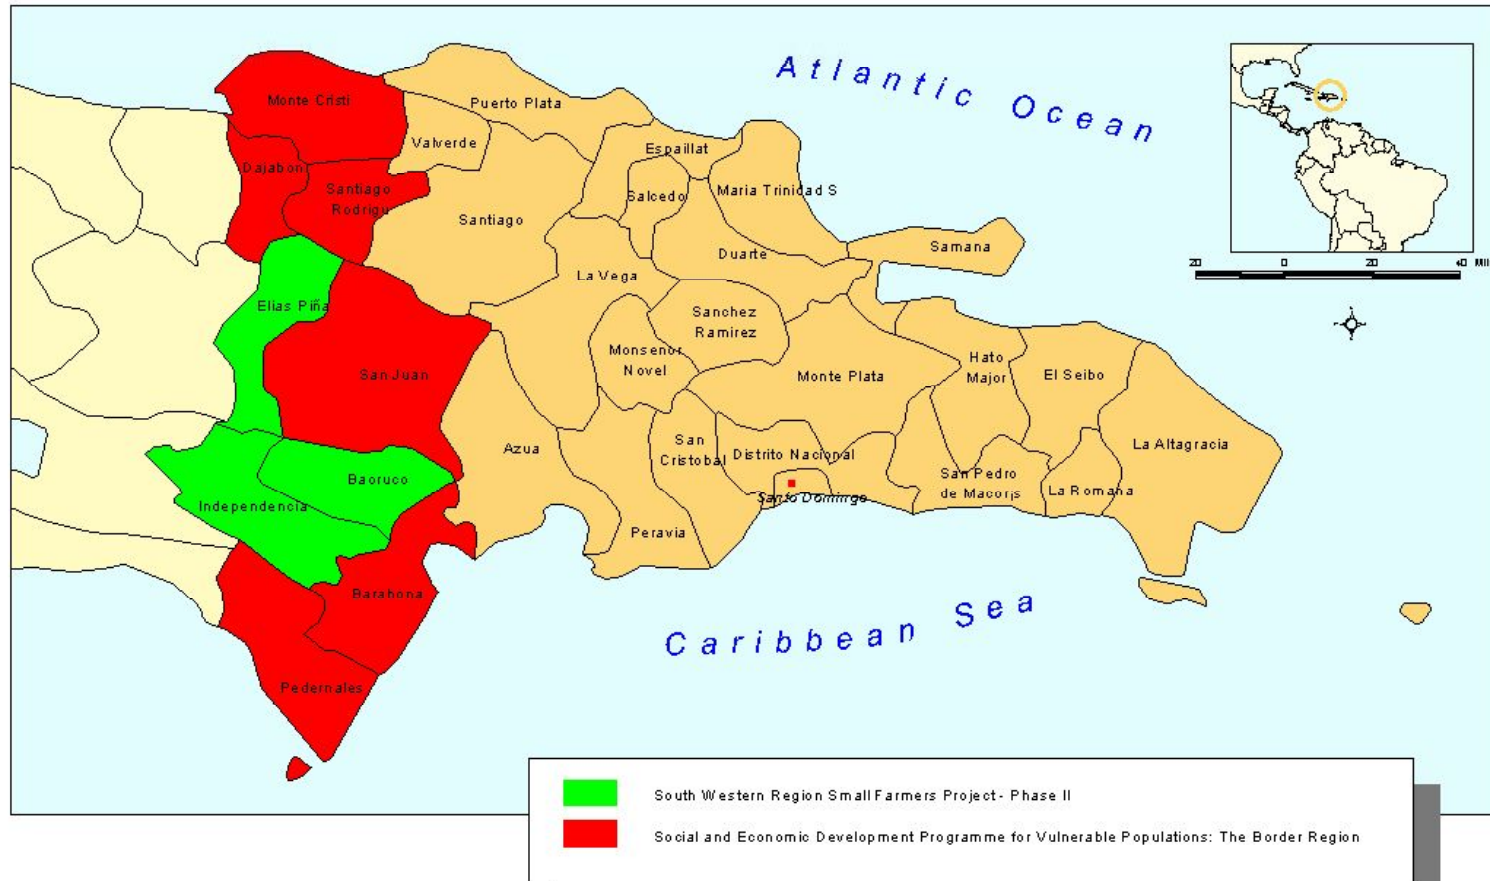 Atlantic Ocean
Monte Cristi
Puerto Plata
Valverde
Espaillat
Dajabon
Santiago
Rodrigu
Salcedo
Maria Trinidad S
Santiago
Samana
Duarte
La Vega
20 0 20 40 Mil
Elias Piña
Sanchez
Ramirez
Monsenor
Novel
Hato
Major
San Juan
Monte Plata
El Seibo
Azua
San
Cristobal
Distrito Nacional
La Altagracia
Baoruco
San Pedro
de Macoris
La Romana
Santo Domingo
Independencia
Peravia
Barahona
Caribbean Sea
Pedernales
South Western Region Small Farmers Project - Phase II
Social and Economic Development Programme for Vulnerable Populations: The Border Region